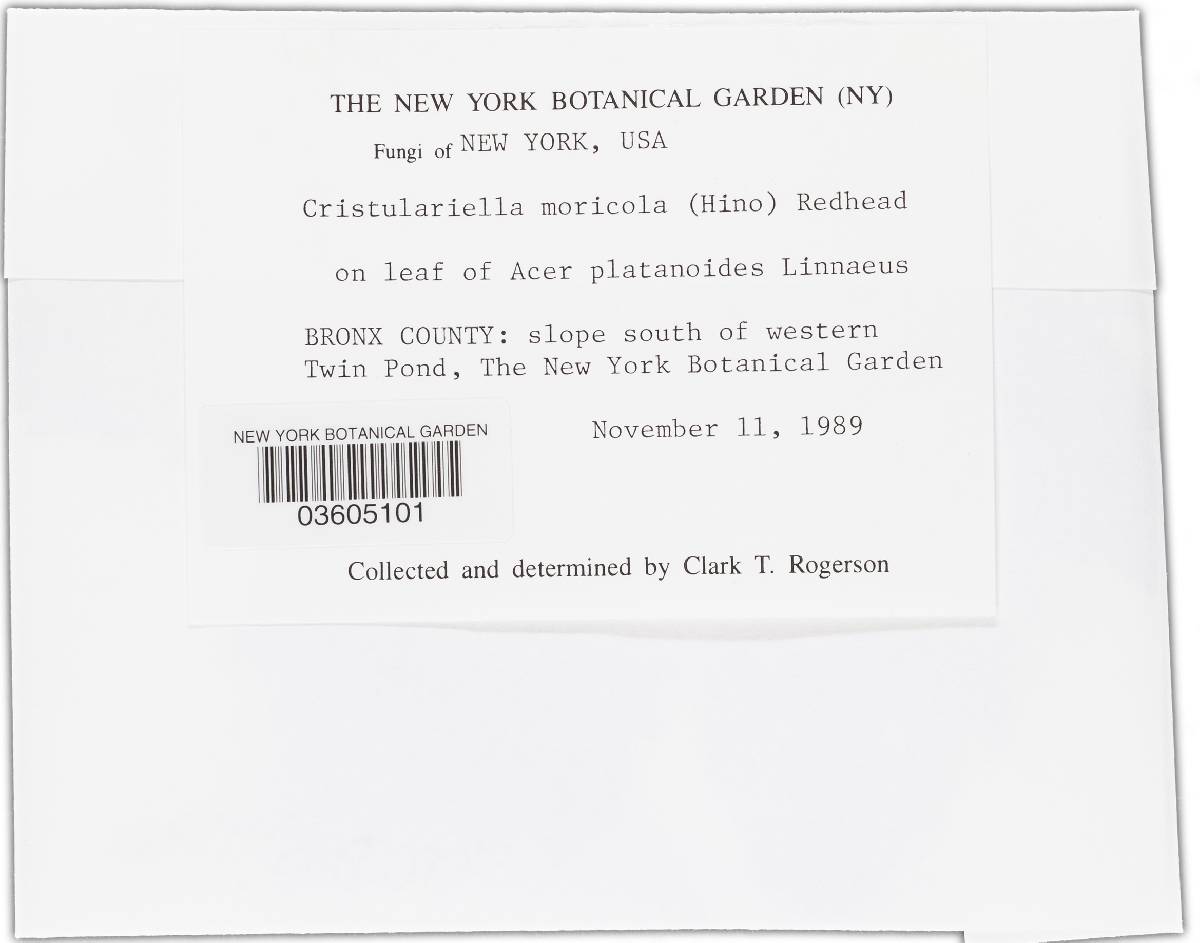 THE NEW YORK BOTANICAL GARDEN (NY)
Fungi of NEW YORK, USA
Cristulariella moricola (Hino) Redhead
on leaf of Acer platanoides Linnaeus
BRONX COUNTY: slope south of western
Twin Pond, The New York Botanical Garden
November 11, 1989
NEW YORK BOTANICAL GARDEN
03605101
Collected and determined by Clark T. Rogerson